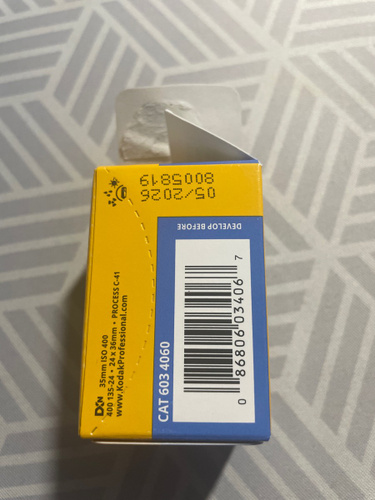 05/2026
8005819
DEVELOP BEFORE
DXN
35mm ISO 400
400 135-24 • 24 x 36mm • PROCESS C-41
www.KodakProfessional.com
CAT 603 4060
0 86806 03406 7